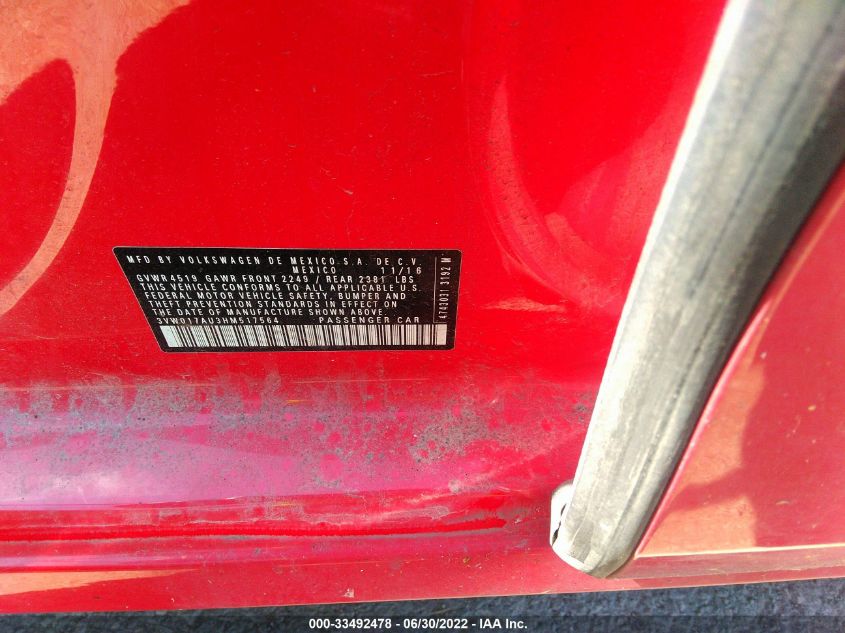 MFD BY VOLKSWAGEN DE MEXICO S.A. DE C.V.
MEXICO 11/16
GVWR 4519 GAWR FRONT 2249 / REAR 2381 LBS
THIS VEHICLE CONFORMS TO ALL APPLICABLE U.S.
FEDERAL MOTOR VEHICLE SAFETY, BUMPER AND
THEFT PREVENTION STANDARDS IN EFFECT ON
THE DATE OF MANUFACTURE SHOWN ABOVE.
3VW017AU3HM517564 PASSENGER CAR
4743031 3192 M
000-33492478 - 06/30/2022 - IAA Inc.